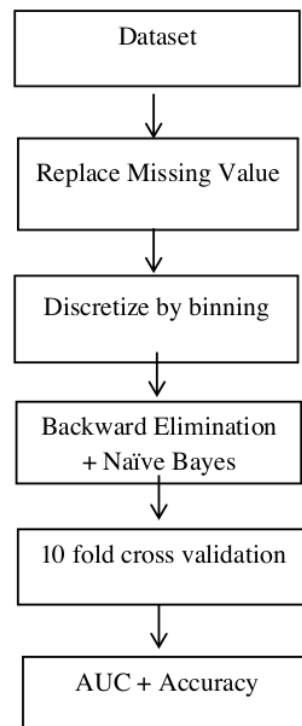 Dataset
Replace Missing Value
Discretize by binning
Backward Elimination
+ Naïve Bayes
10 fold cross validation
AUC + Accuracy